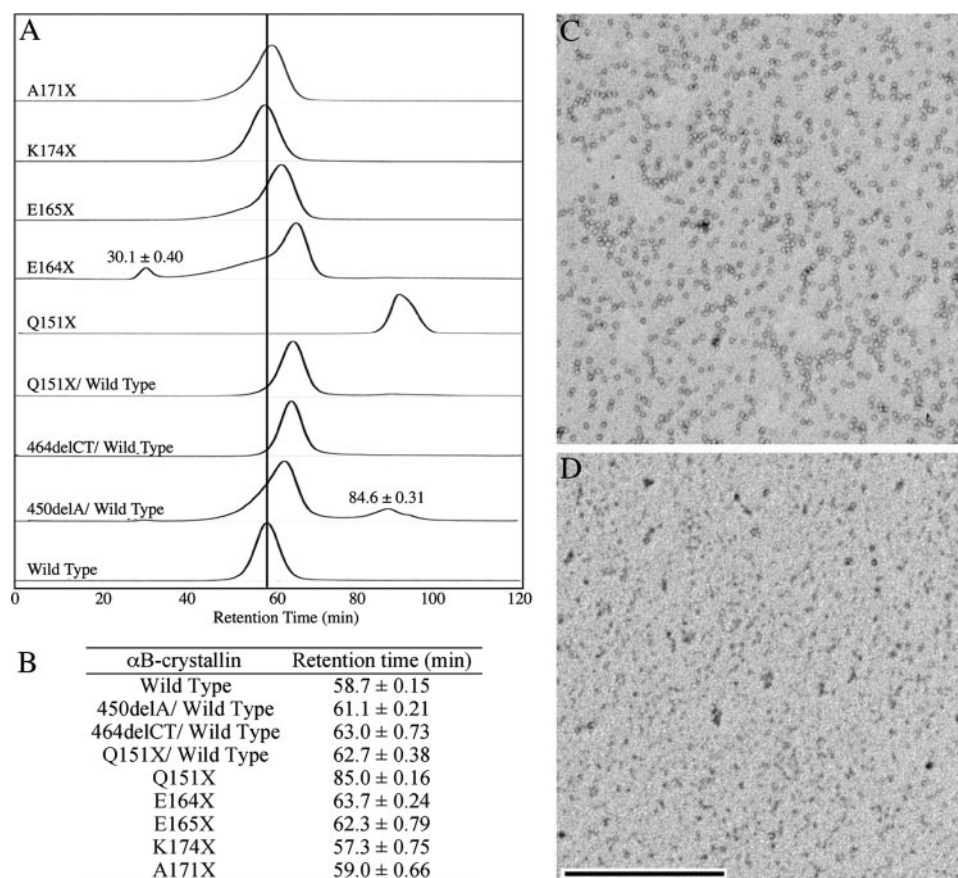 A
A171X
K174X
E165X
30.1 ± 0.40
E164X
Q151X
Q151X/ Wild Type
464delCT/ Wild Type
84.6 ± 0.31
450delA/ Wild Type
Wild Type
0 20 40 60 80 100 120
Retention Time (min)
B
αB-crystallin Retention time (min)
Wild Type 58.7 ± 0.15
450delA/ Wild Type 61.1 ± 0.21
464delCT/ Wild Type 63.0 ± 0.73
Q151X/ Wild Type 62.7 ± 0.38
Q151X 85.0 ± 0.16
E164X 63.7 ± 0.24
E165X 62.3 ± 0.79
K174X 57.3 ± 0.75
A171X 59.0 ± 0.66
C
D